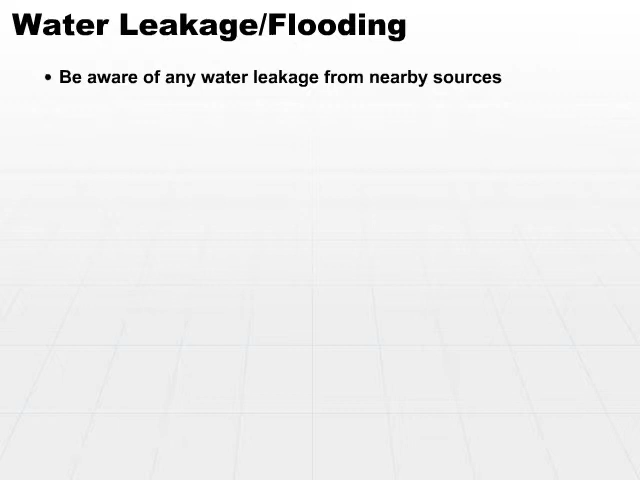 Water Leakage/Flooding
• Be aware of any water leakage from nearby sources